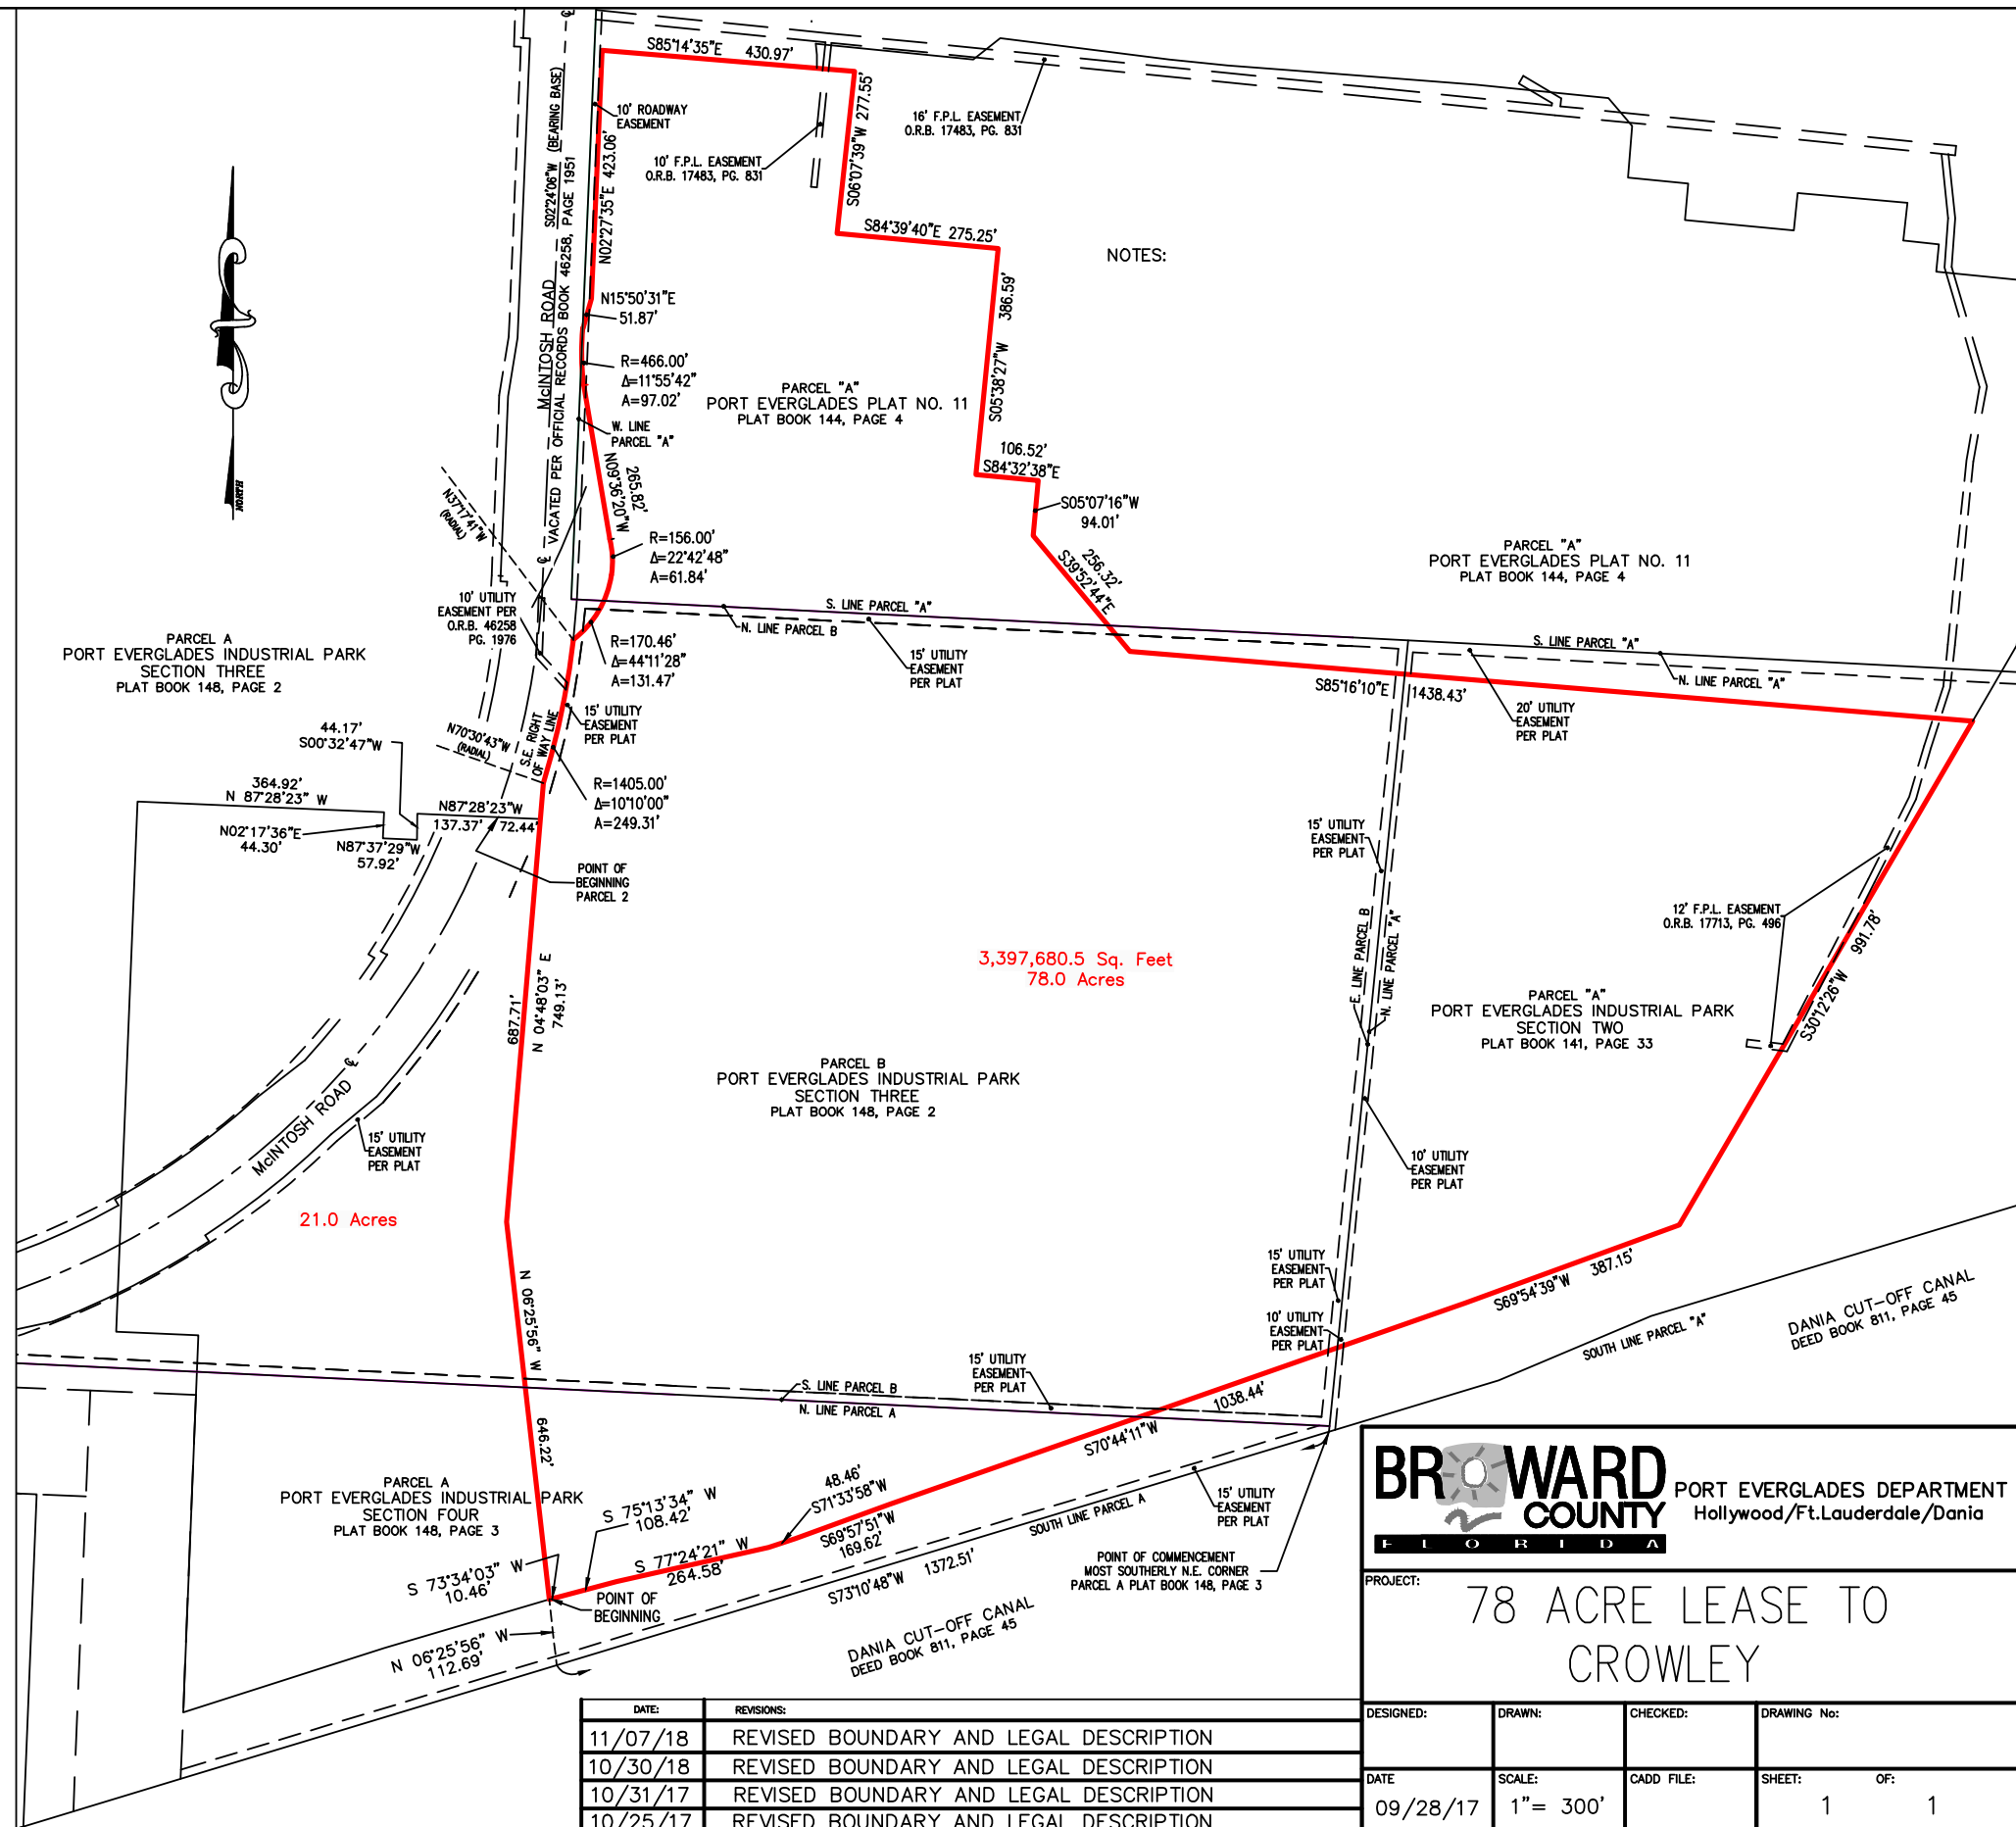 S85°14'35"E 430.97'
10' ROADWAY
EASEMENT
10' F.P.L. EASEMENT
O.R.B. 17483, PG. 831
16' F.P.L. EASEMENT
O.R.B. 17483, PG. 831
S06°07'39"W 277.55'
S02°24'06"W (BEARING BASE)
McINTOSH ROAD
VACATED PER OFFICIAL RECORDS BOOK 46258, PAGE 1951
N02°27'35"E 423.06'
S84°39'40"E 275.25'
NOTES:
NORTH
N15°50'31"E
51.87'
S05°38'27"W 386.59'
R=466.00'
Δ=11°55'42"
A=97.02'
PARCEL "A"
PORT EVERGLADES PLAT NO. 11
PLAT BOOK 144, PAGE 4
W. LINE
PARCEL "A"
265.82'
N09°36'20"W
106.52'
S84°32'38"E
S05°07'16"W
94.01'
N37°17'41"W
(RADIAL)
R=156.00'
Δ=22°42'48"
A=61.84'
256.32'
S39°52'44"E
PARCEL "A"
PORT EVERGLADES PLAT NO. 11
PLAT BOOK 144, PAGE 4
10' UTILITY
EASEMENT PER
O.R.B. 46258
PG. 1976
S. LINE PARCEL "A"
N. LINE PARCEL B
PARCEL A
PORT EVERGLADES INDUSTRIAL PARK
SECTION THREE
PLAT BOOK 148, PAGE 2
R=170.46'
Δ=44°11'28"
A=131.47'
15' UTILITY
EASEMENT
PER PLAT
S. LINE PARCEL "A"
N. LINE PARCEL "A"
S85°16'10"E 1438.43'
20' UTILITY
EASEMENT
PER PLAT
15' UTILITY
EASEMENT
PER PLAT
S.E. RIGHT
OF WAY LINE
N70°30'43"W
(RADIAL)
44.17'
S00°32'47"W
364.92'
N 87°28'23" W
N02°17'36"E
44.30'
N87°37'29"W
57.92'
N87°28'23"W
137.37' 72.44'
R=1405.00'
Δ=10°10'00"
A=249.31'
POINT OF
BEGINNING
PARCEL 2
15' UTILITY
EASEMENT
PER PLAT
12' F.P.L. EASEMENT
O.R.B. 17713, PG. 496
E. LINE PARCEL B
N. LINE PARCEL "A"
S30°12'26"W 991.78'
3,397,680.5 Sq. Feet
78.0 Acres
687.71'
N 04°48'03" E
749.13'
PARCEL "A"
PORT EVERGLADES INDUSTRIAL PARK
SECTION TWO
PLAT BOOK 141, PAGE 33
PARCEL B
PORT EVERGLADES INDUSTRIAL PARK
SECTION THREE
PLAT BOOK 148, PAGE 2
McINTOSH ROAD
15' UTILITY
EASEMENT
PER PLAT
10' UTILITY
EASEMENT
PER PLAT
21.0 Acres
15' UTILITY
EASEMENT
PER PLAT
10' UTILITY
EASEMENT
PER PLAT
S69°54'39"W 387.15'
DANIA CUT-OFF CANAL
DEED BOOK 811, PAGE 45
SOUTH LINE PARCEL "A"
N 06°25'56" W
646.22'
15' UTILITY
EASEMENT
PER PLAT
S. LINE PARCEL B
N. LINE PARCEL A
S70°44'11"W 1038.44'
PARCEL A
PORT EVERGLADES INDUSTRIAL PARK
SECTION FOUR
PLAT BOOK 148, PAGE 3
48.46'
S71°33'58"W
S 75°13'34" W
108.42'
S69°57'51"W
169.62'
S 77°24'21" W
264.58'
15' UTILITY
EASEMENT
PER PLAT
SOUTH LINE PARCEL A
S73°10'48"W 1372.51'
S 73°34'03" W
10.46'
POINT OF
BEGINNING
POINT OF COMMENCEMENT
MOST SOUTHERLY N.E. CORNER
PARCEL A PLAT BOOK 148, PAGE 3
N 06°25'56" W
112.69'
DANIA CUT-OFF CANAL
DEED BOOK 811, PAGE 45
BROWARD
COUNTY
FLORIDA
PORT EVERGLADES DEPARTMENT
Hollywood/Ft.Lauderdale/Dania
PROJECT:
78 ACRE LEASE TO
CROWLEY
DATE: REVISIONS:
11/07/18 REVISED BOUNDARY AND LEGAL DESCRIPTION
10/30/18 REVISED BOUNDARY AND LEGAL DESCRIPTION
10/31/17 REVISED BOUNDARY AND LEGAL DESCRIPTION
10/25/17 REVISED BOUNDARY AND LEGAL DESCRIPTION
DESIGNED: DRAWN: CHECKED: DRAWING No:
DATE SCALE: CADD FILE: SHEET: OF:
09/28/17 1"= 300' 1 1